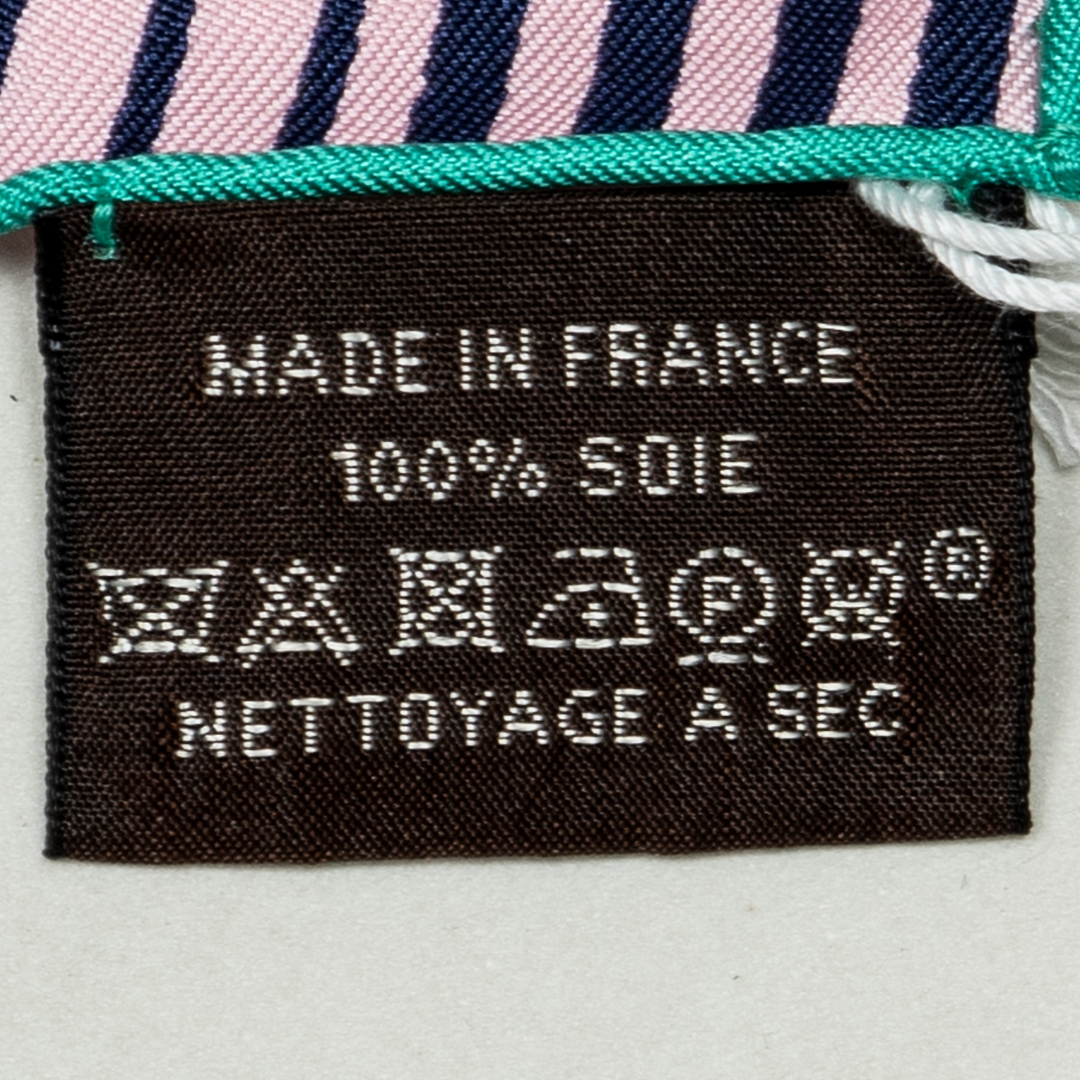 MADE IN FRANCE
100% SOIE
P W ®
NETTOYAGE A SEC